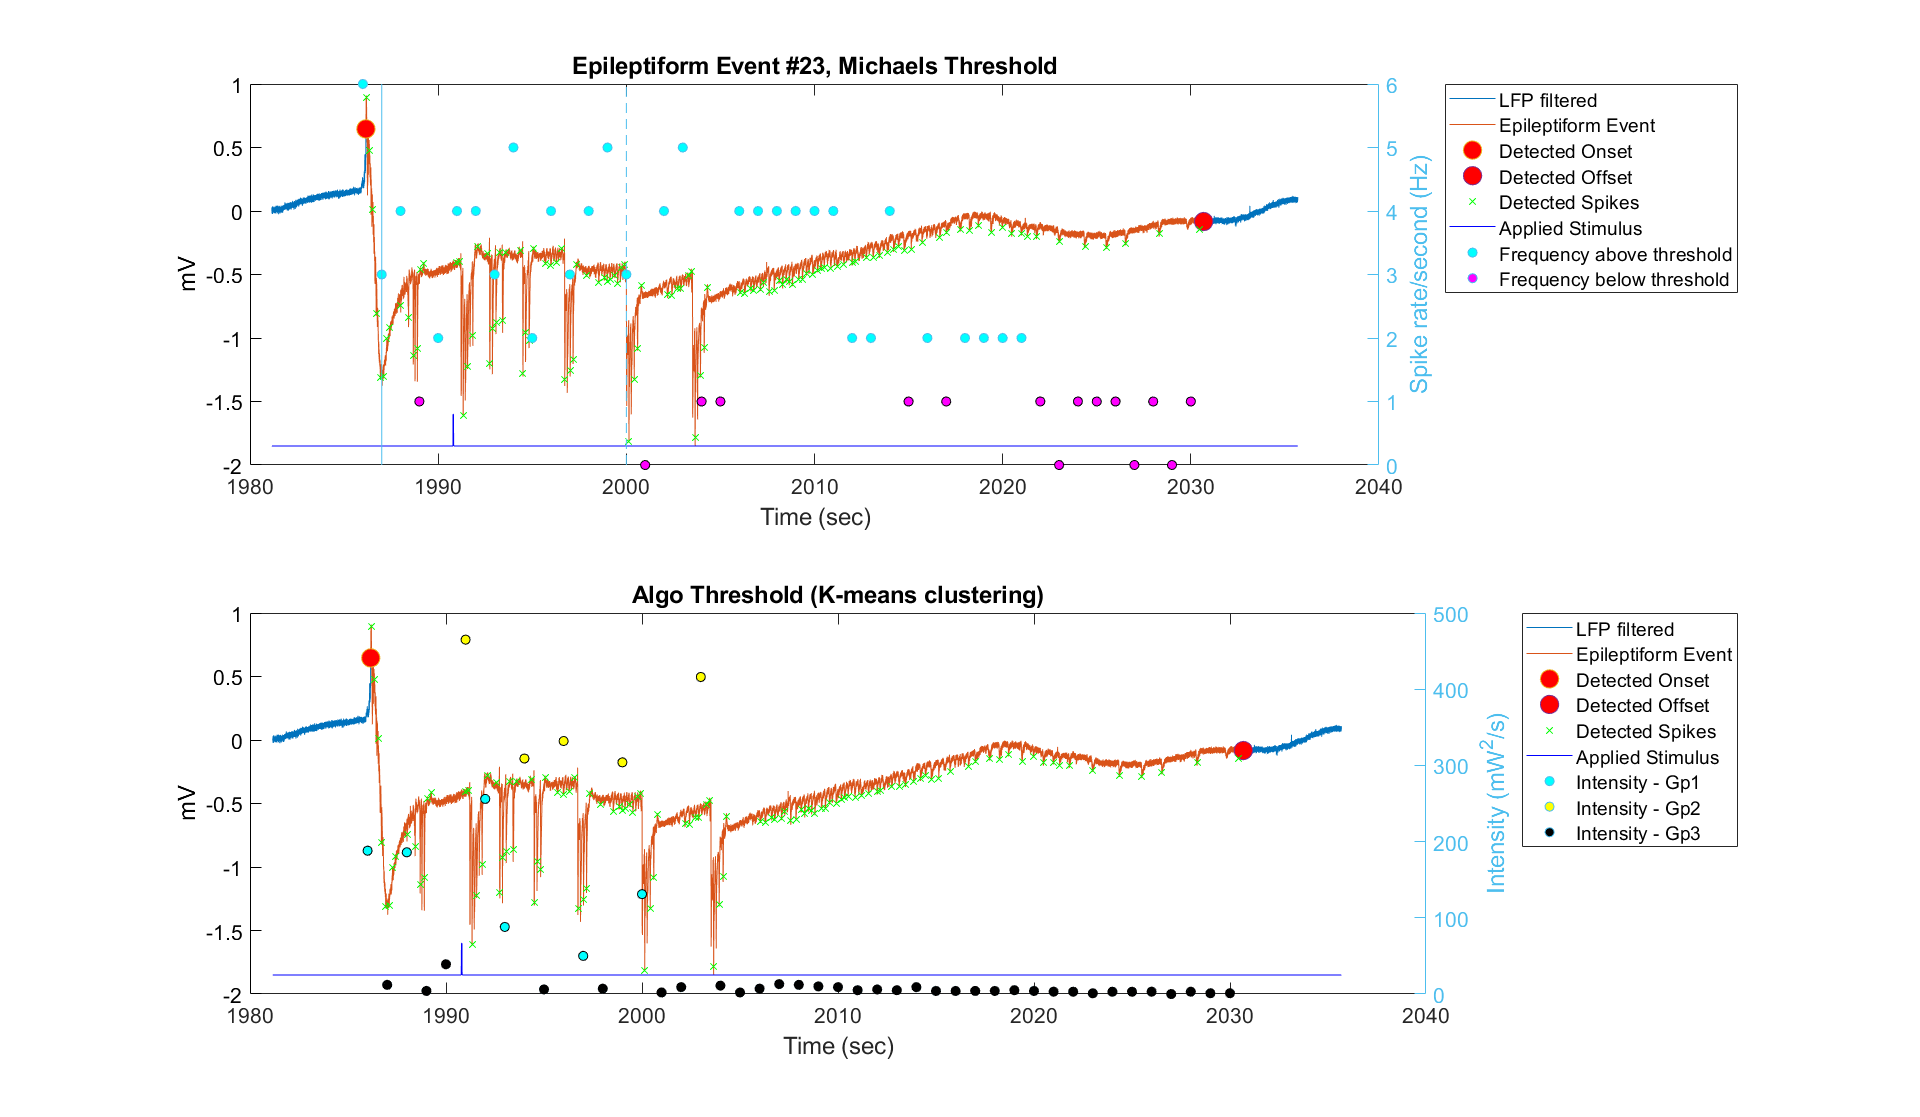 Epileptiform Event #23, Michaels Threshold
1
0.5
0
-0.5
-1
-1.5
-2
mV
1980
1990
2000
2010
2020
2030
2040
Time (sec)
6
5
4
3
2
1
0
Spike rate/second (Hz)
LFP filtered
Epileptiform Event
Detected Onset
Detected Offset
Detected Spikes
Applied Stimulus
Frequency above threshold
Frequency below threshold
Algo Threshold (K-means clustering)
1
0.5
0
-0.5
-1
-1.5
-2
mV
1980
1990
2000
2010
2020
2030
2040
Time (sec)
500
400
300
200
100
0
Intensity (mW²/s)
LFP filtered
Epileptiform Event
Detected Onset
Detected Offset
Detected Spikes
Applied Stimulus
Intensity - Gp1
Intensity - Gp2
Intensity - Gp3